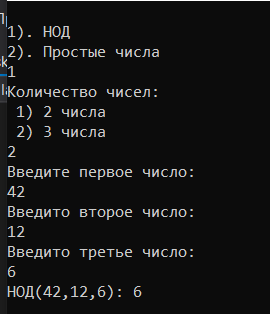 1). НОД
2). Простые числа
1
Количество чисел:
1) 2 числа
2) 3 числа
2
Введите первое число:
42
Введито второе число:
12
Введито третье число:
6
НОД(42,12,6): 6